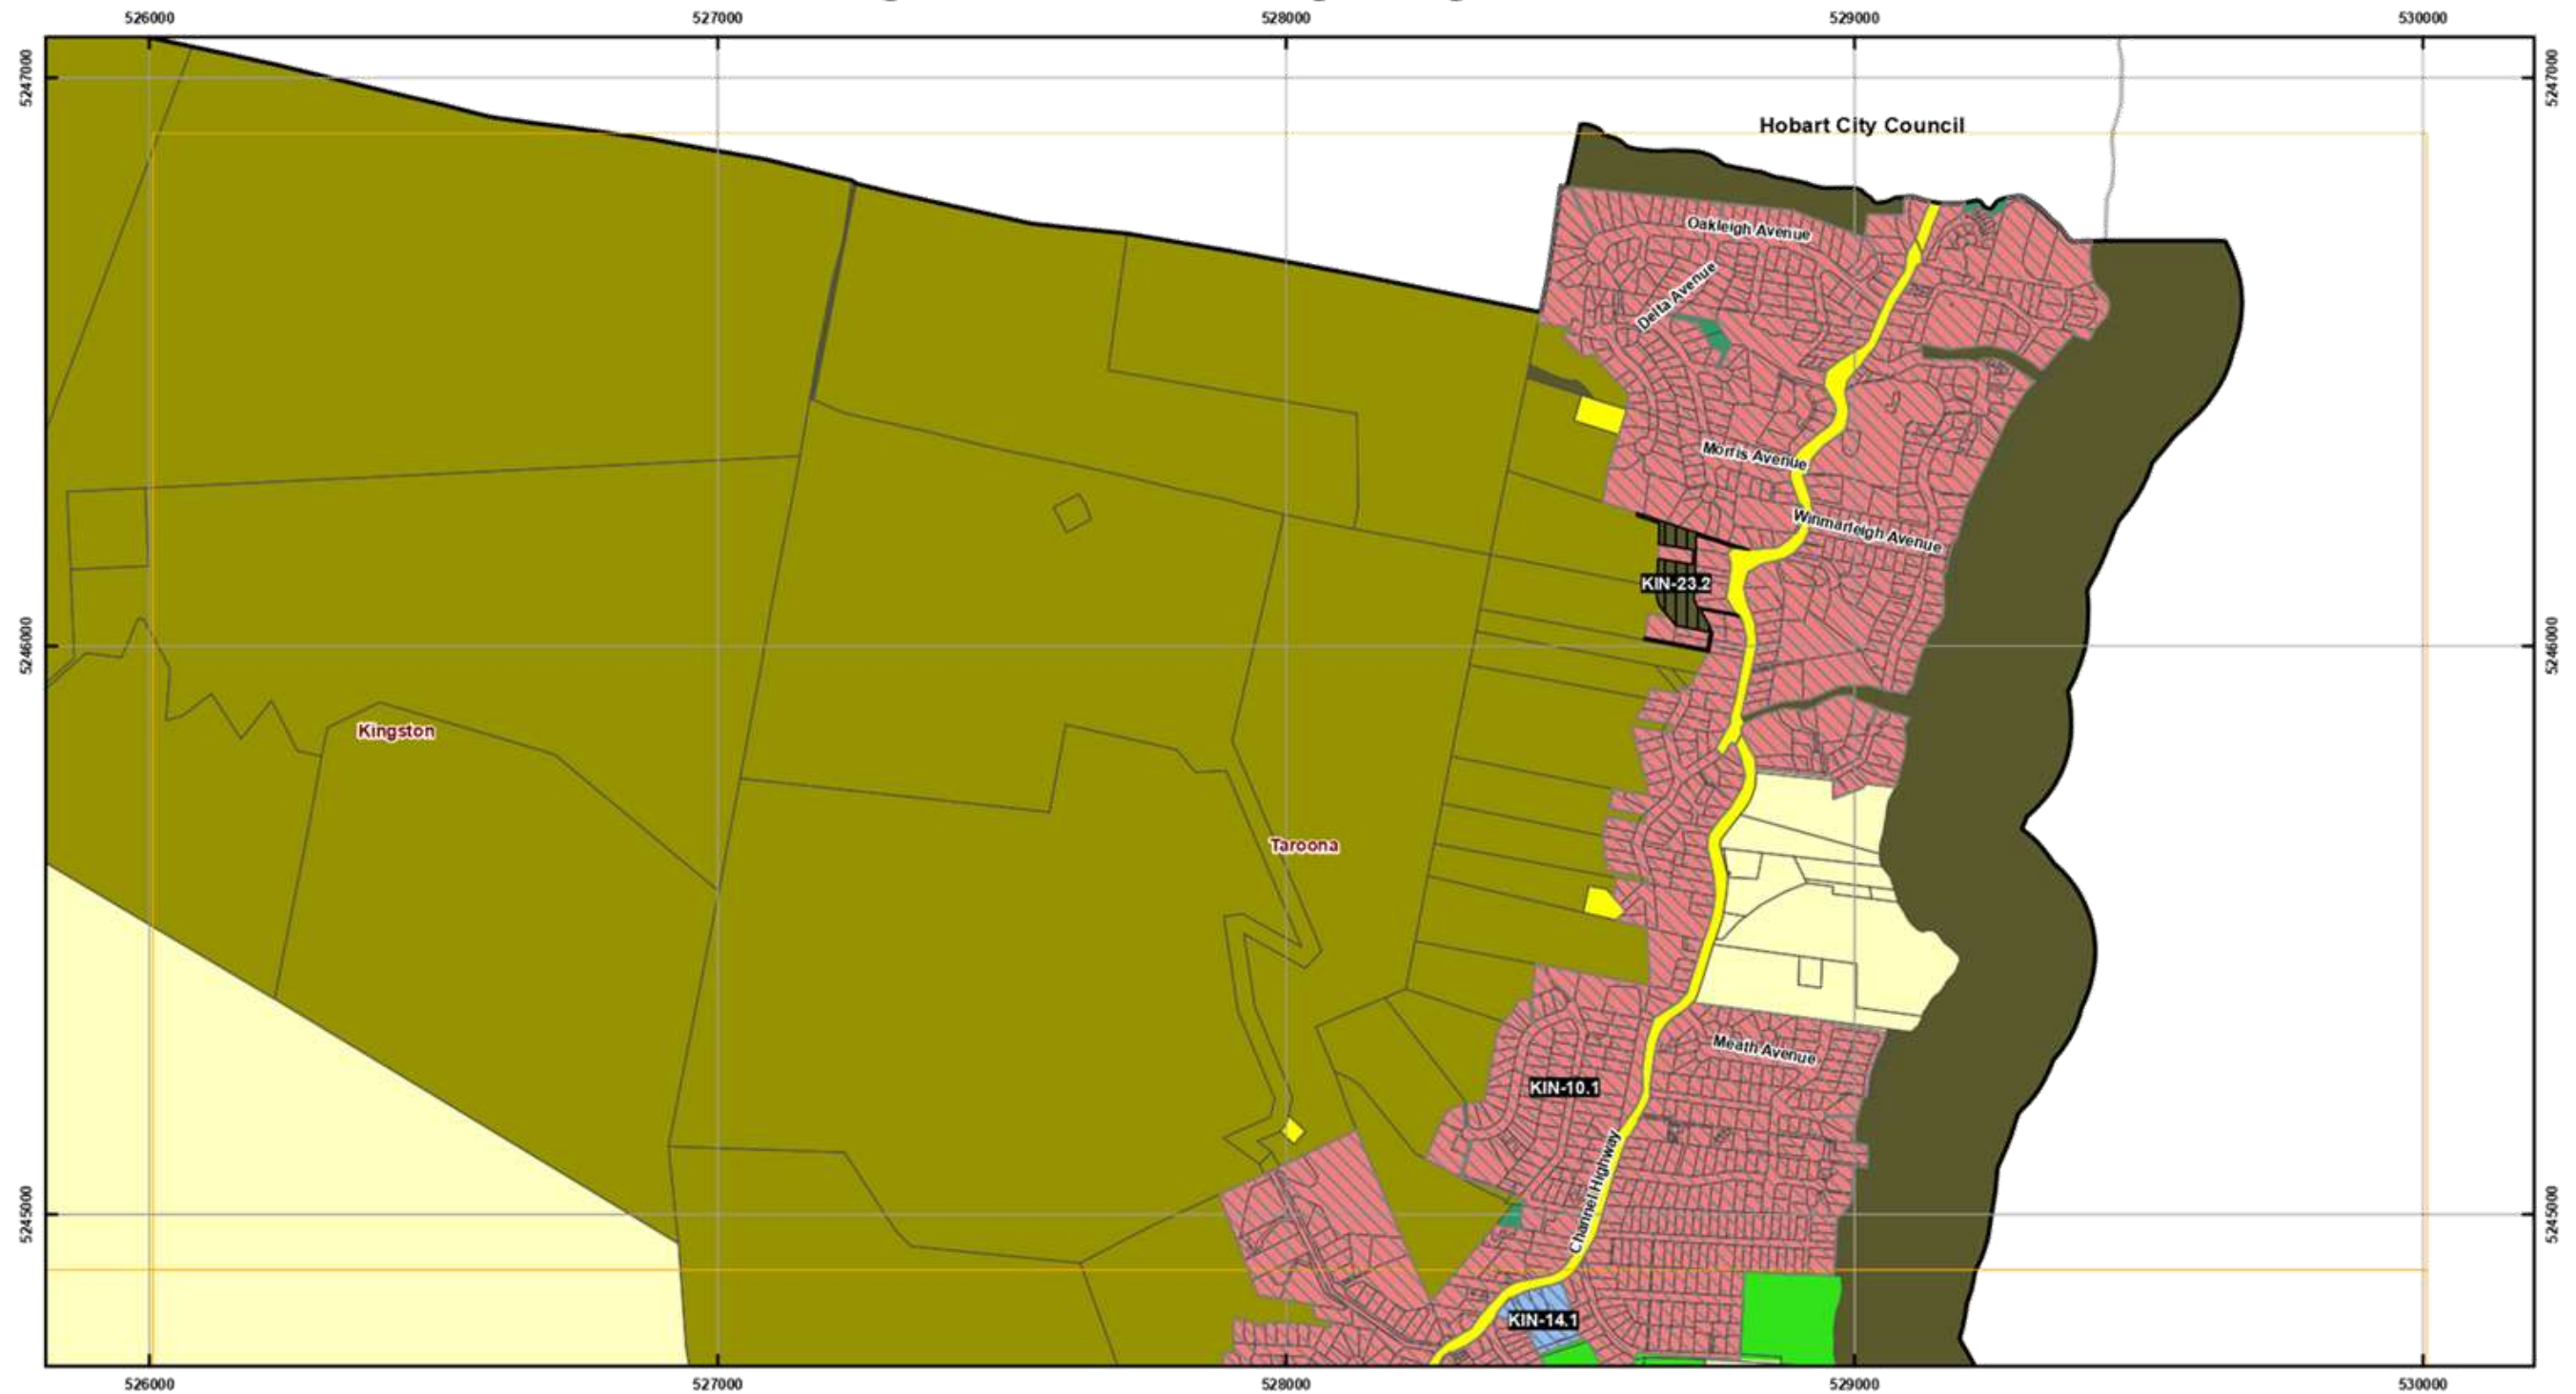 526000 527000 528000 529000 530000
5247000 5247000
Hobart City Council
Oakleigh Avenue
Delta Avenue
Morris Avenue
Winmarleigh Avenue
KIN-23.2
5246000 5246000
Kingston
Taroona
Meath Avenue
KIN-10.1
Channel Highway
5245000 5245000
KIN-14.1
526000 527000 528000 529000 530000